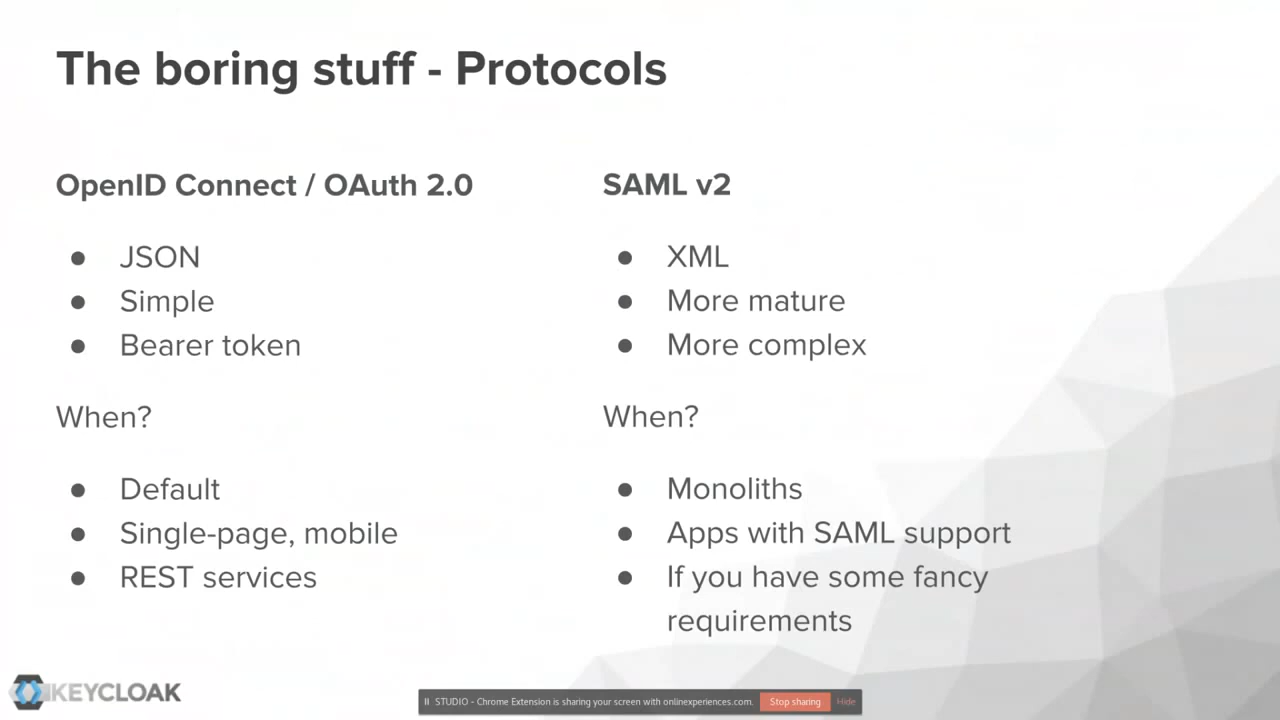 The boring stuff - Protocols
OpenID Connect / OAuth 2.0
● JSON
● Simple
● Bearer token
When?
● Default
● Single-page, mobile
● REST services
SAML v2
● XML
● More mature
● More complex
When?
● Monoliths
● Apps with SAML support
● If you have some fancy
requirements
KEYCLOAK
STUDIO - Chrome Extension is sharing your screen with onlinexperiences.com. Stop sharing Hide